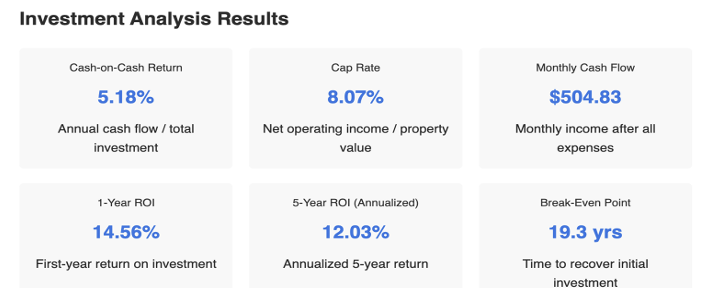 Investment Analysis Results
Cash-on-Cash Return
5.18%
Annual cash flow / total
investment
Cap Rate
8.07%
Net operating income / property
value
Monthly Cash Flow
$504.83
Monthly income after all
expenses
1-Year ROI
14.56%
First-year return on investment
5-Year ROI (Annualized)
12.03%
Annualized 5-year return
Break-Even Point
19.3 yrs
Time to recover initial
investment